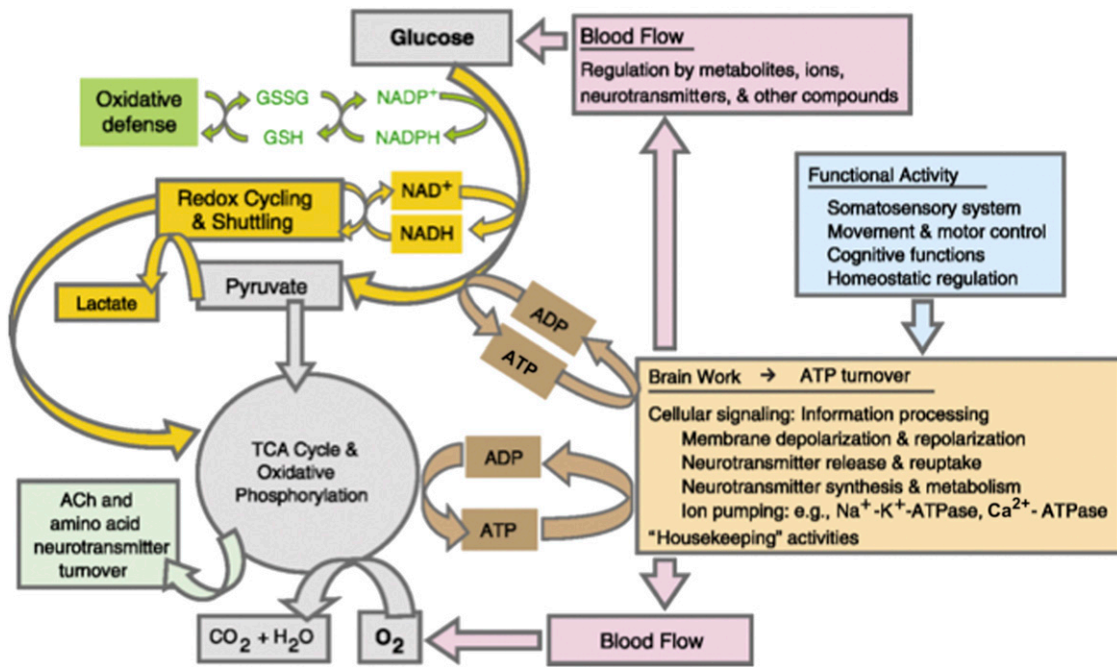 Glucose
Blood Flow
Regulation by metabolites, ions,
neurotransmitters, & other compounds
Oxidative
defense
GSSG
NADP⁺
GSH
NADPH
Functional Activity
Somatosensory system
Movement & motor control
Cognitive functions
Homeostatic regulation
Redox Cycling
& Shuttling
NAD⁺
NADH
Pyruvate
Lactate
ADP
ATP
Brain Work → ATP turnover
Cellular signaling: Information processing
Membrane depolarization & repolarization
Neurotransmitter release & reuptake
Neurotransmitter synthesis & metabolism
Ion pumping: e.g., Na⁺-K⁺-ATPase, Ca²⁺- ATPase
“Housekeeping” activities
TCA Cycle &
Oxidative
Phosphorylation
ADP
ATP
ACh and
amino acid
neurotransmitter
turnover
CO₂ + H₂O
O₂
Blood Flow